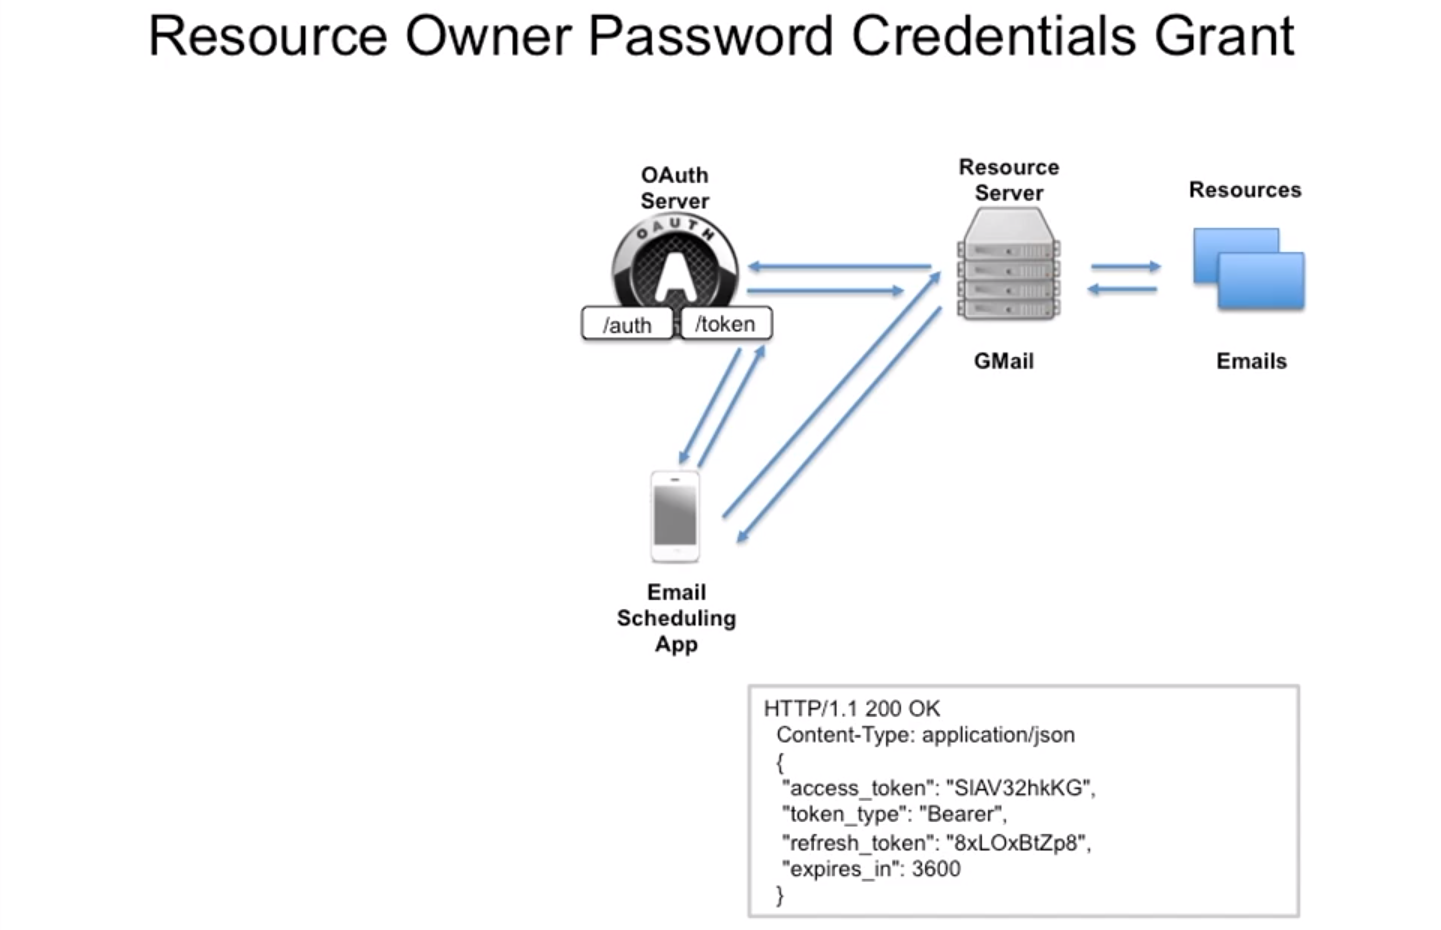 Resource Owner Password Credentials Grant
OAuth
Server
OAUTH
/auth
/token
Resource
Server
GMail
Resources
Emails
Email
Scheduling
App
HTTP/1.1 200 OK
Content-Type: application/json
{
"access_token": "SlAV32hkKG",
"token_type": "Bearer",
"refresh_token": "8xLOxBtZp8",
"expires_in": 3600
}